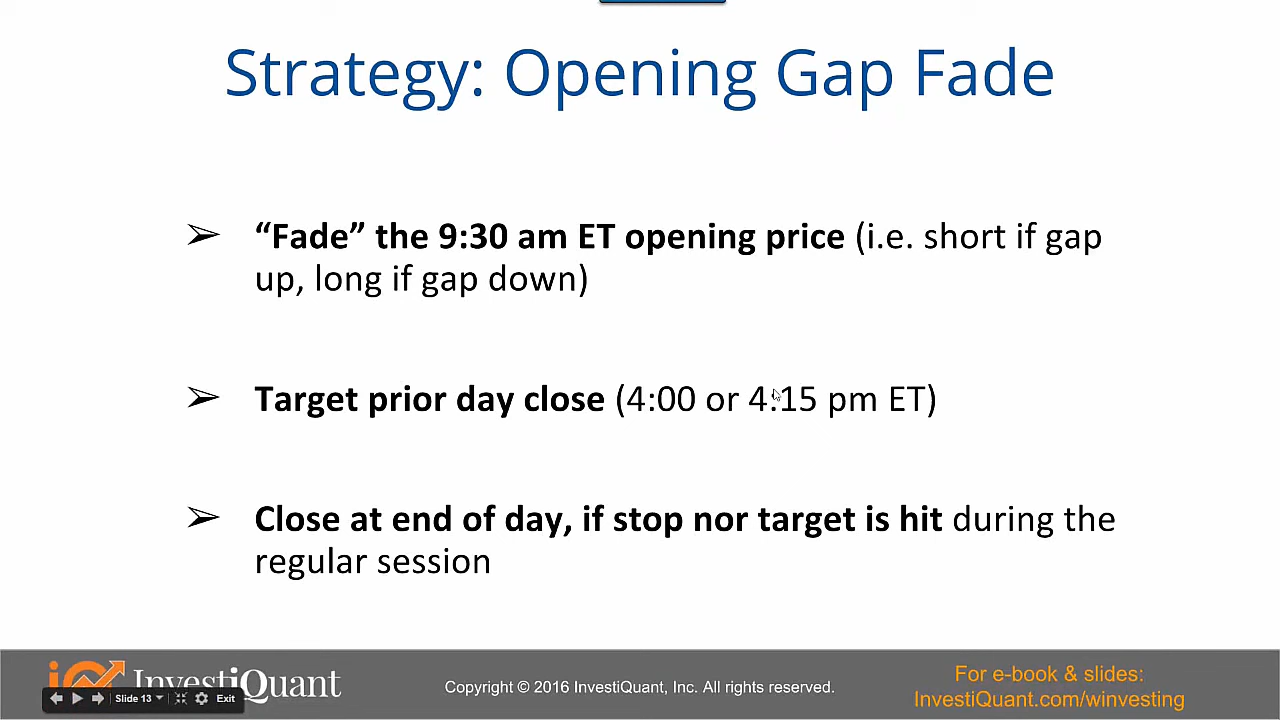 Strategy: Opening Gap Fade
➢ “Fade” the 9:30 am ET opening price (i.e. short if gap
up, long if gap down)
➢ Target prior day close (4:00 or 4:15 pm ET)
➢ Close at end of day, if stop nor target is hit during the
regular session
InvestiQuant
Slide 13
Exit
Copyright © 2016 InvestiQuant, Inc. All rights reserved.
For e-book & slides:
InvestiQuant.com/winvesting